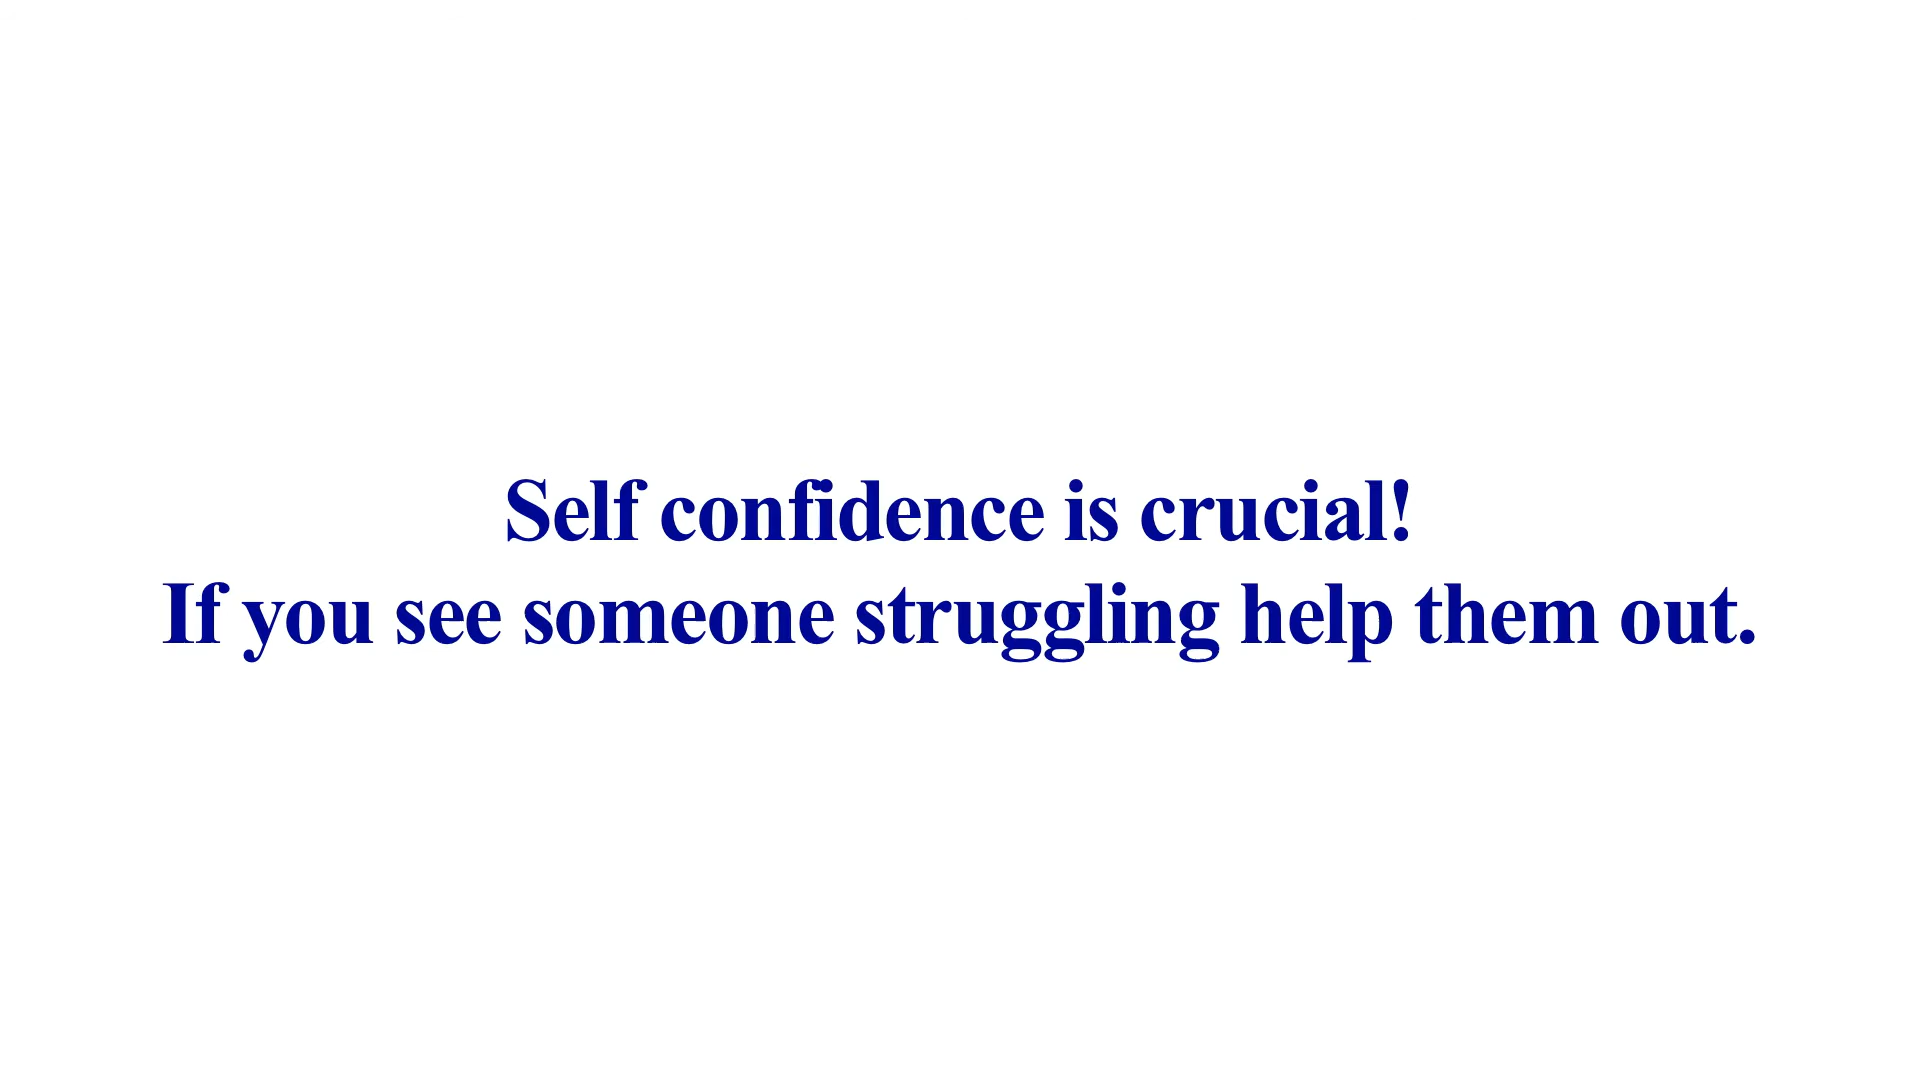 Self confidence is crucial!
If you see someone struggling help them out.